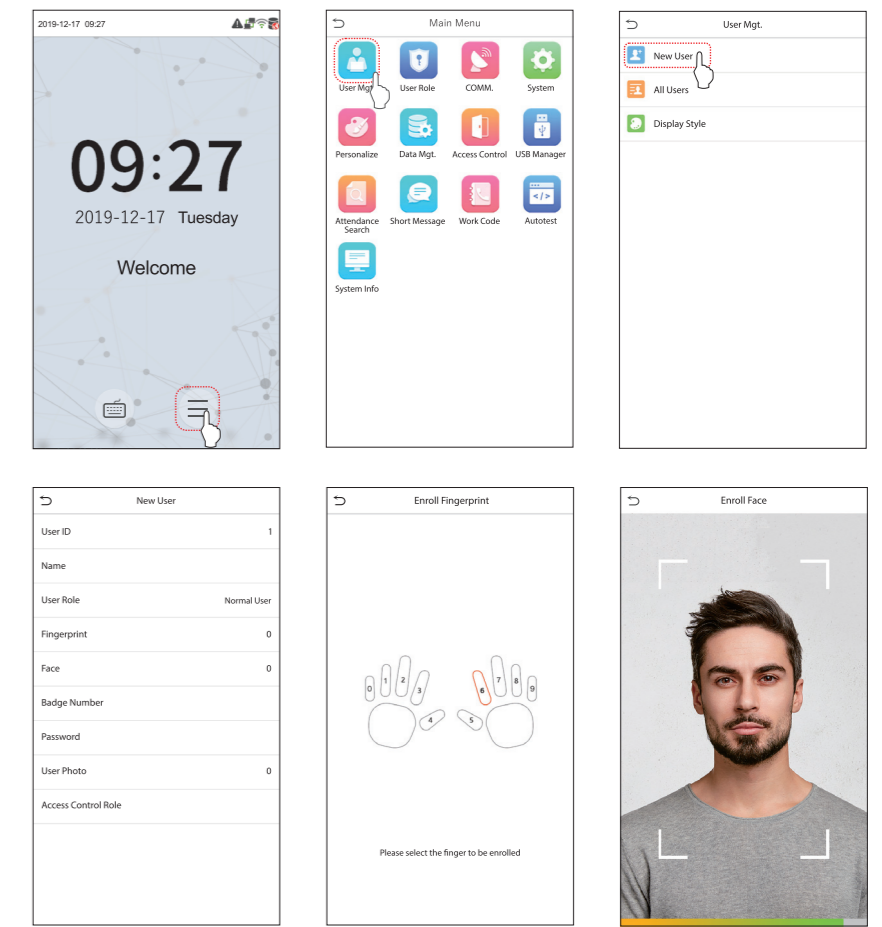 2019-12-17 09:27
09:27
2019-12-17 Tuesday
Welcome
Main Menu
User Mgt.
User Role
COMM.
System
Personalize
Data Mgt.
Access Control
USB Manager
Attendance
Search
Short Message
Work Code
</>
Autotest
System Info
User Mgt.
New User
All Users
Display Style
New User
User ID 1
Name
User Role Normal User
Fingerprint 0
Face 0
Badge Number
Password
User Photo 0
Access Control Role
Enroll Fingerprint
0 1 2 3 4 5 6 7 8 9
Please select the finger to be enrolled
Enroll Face